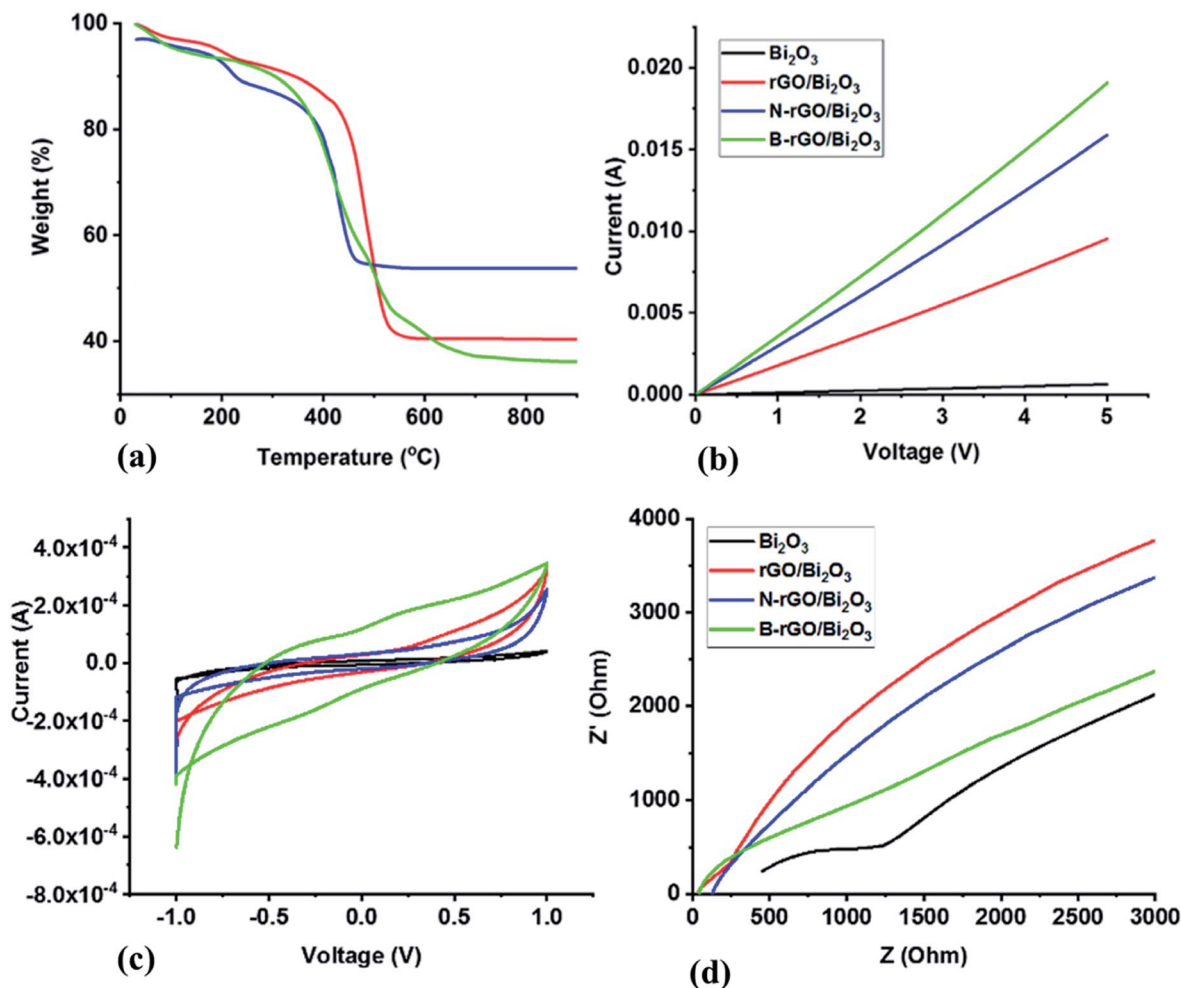 100
80
60
40
0
200
400
600
800
Weight (%)
Temperature (°C)
(a)
0.020
0.015
0.010
0.005
0.000
0
1
2
3
4
5
Current (A)
Voltage (V)
Bi₂O₃
rGO/Bi₂O₃
N-rGO/Bi₂O₃
B-rGO/Bi₂O₃
(b)
4.0x10⁻⁴
2.0x10⁻⁴
0.0
-2.0x10⁻⁴
-4.0x10⁻⁴
-6.0x10⁻⁴
-8.0x10⁻⁴
-1.0
-0.5
0.0
0.5
1.0
Current (A)
Voltage (V)
(c)
4000
3000
2000
1000
0
0
500
1000
1500
2000
2500
3000
Z' (Ohm)
Z (Ohm)
Bi₂O₃
rGO/Bi₂O₃
N-rGO/Bi₂O₃
B-rGO/Bi₂O₃
(d)